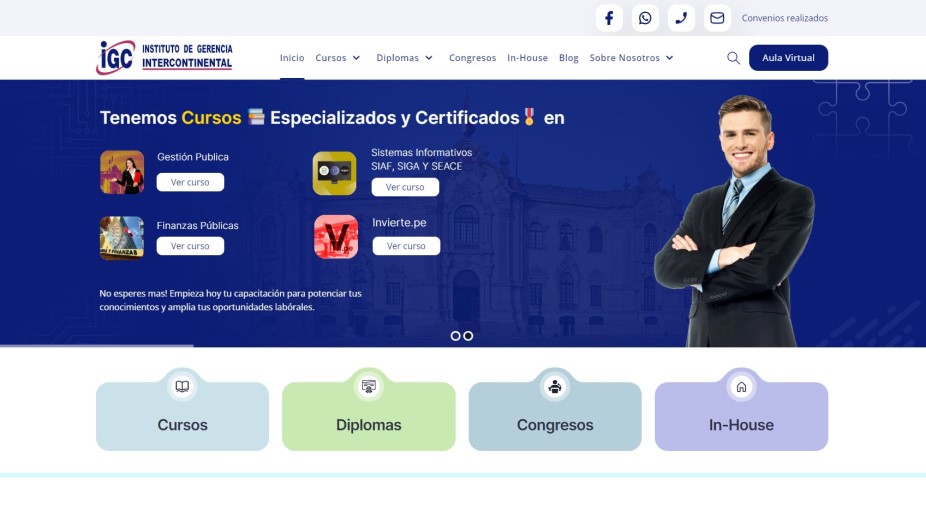 Convenios realizados
iGC INSTITUTO DE GERENCIA
INTERCONTINENTAL
Inicio Cursos Diplomas Congresos In-House Blog Sobre Nosotros Aula Virtual
Tenemos Cursos Especializados y Certificados en
Gestión Publica
Ver curso
Sistemas Informativos
SIAF, SIGA Y SEACE
Ver curso
Finanzas Públicas
Ver curso
Invierte.pe
Ver curso
No esperes mas! Empieza hoy tu capacitación para potenciar tus
conocimientos y amplia tus oportunidades labórales.
Cursos Diplomas Congresos In-House